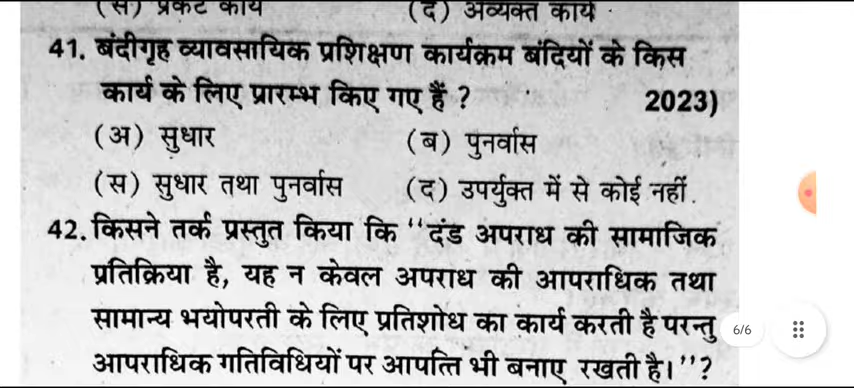 (स) प्रकट कार्य (द) अव्यक्त कार्य
41. बंदीगृह व्यावसायिक प्रशिक्षण कार्यक्रम बंदियों के किस
कार्य के लिए प्रारम्भ किए गए हैं ? 2023)
(अ) सुधार (ब) पुनर्वास
(स) सुधार तथा पुनर्वास (द) उपर्युक्त में से कोई नहीं.
42. किसने तर्क प्रस्तुत किया कि ''दंड अपराध की सामाजिक
प्रतिक्रिया है, यह न केवल अपराध की आपराधिक तथा
सामान्य भयोपरती के लिए प्रतिशोध का कार्य करती है परन्तु
6/6
आपराधिक गतिविधियों पर आपत्ति भी बनाए रखती है।''?